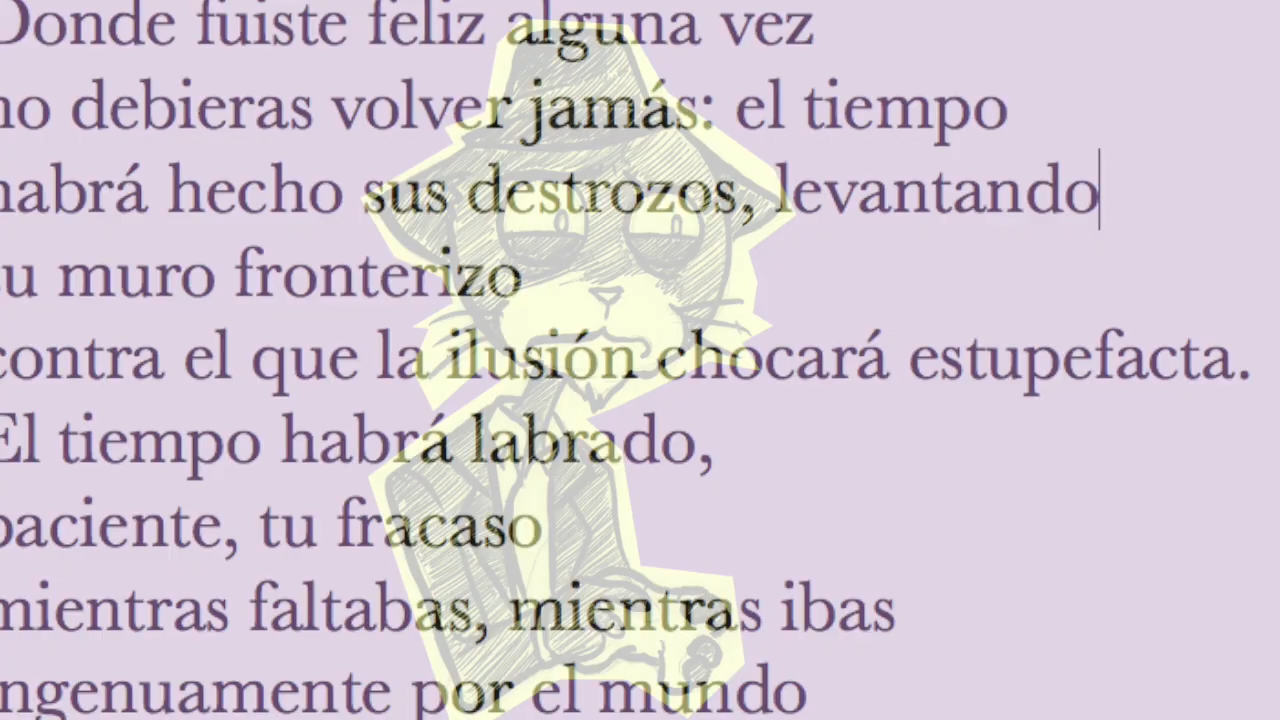 Donde fuiste feliz alguna vez
no debieras volver jamás: el tiempo
habrá hecho sus destrozos, levantando
su muro fronterizo
contra el que la ilusión chocará estupefacta.
El tiempo habrá labrado,
paciente, tu fracaso
mientras faltabas, mientras ibas
ingenuamente por el mundo